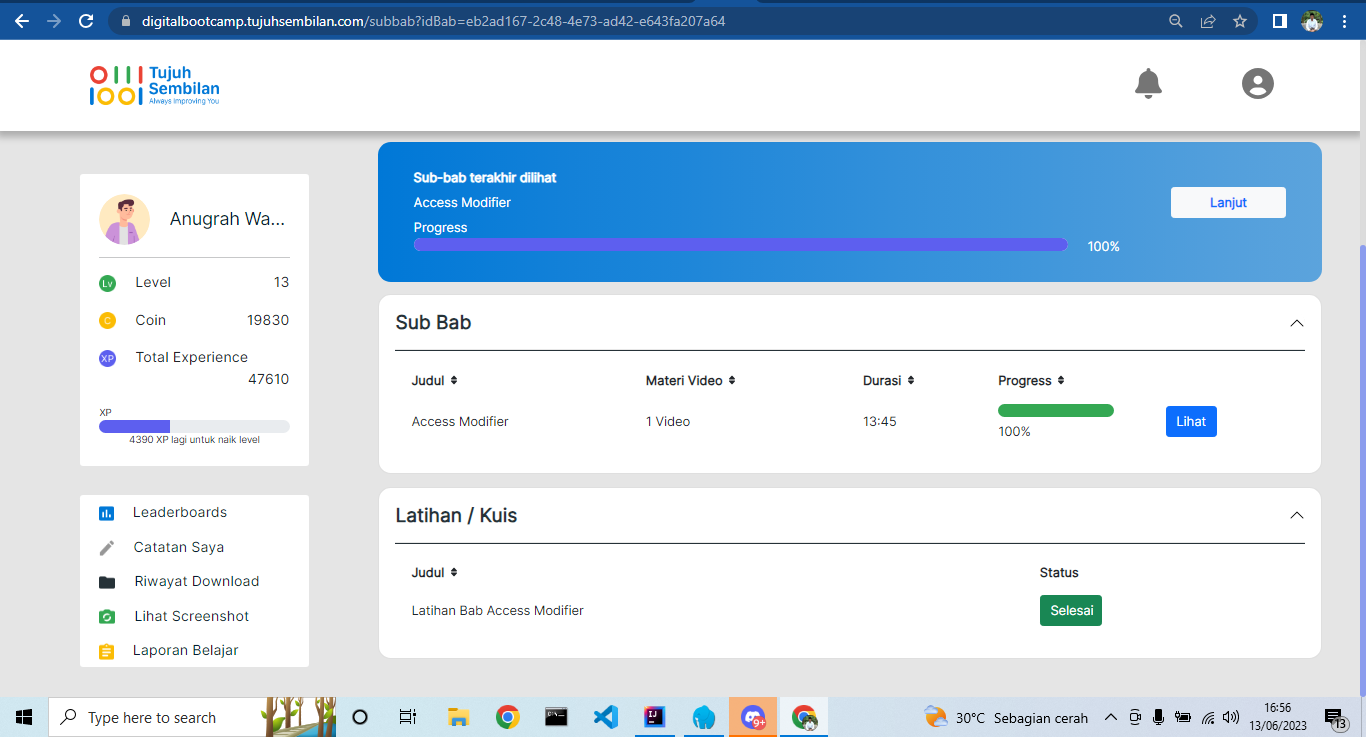 digitalbootcamp.tujuhsembilan.com/subbab?idBab=eb2ad167-2c48-4e73-ad42-e643fa207a64
Tujuh
Sembilan
Always Improving You
Anugrah Wa...
Lv Level 13
C Coin 19830
XP Total Experience
47610
XP
4390 XP lagi untuk naik level
Leaderboards
Catatan Saya
Riwayat Download
Lihat Screenshot
Laporan Belajar
Sub-bab terakhir dilihat
Access Modifier
Lanjut
Progress
100%
Sub Bab
Judul Materi Video Durasi Progress
Access Modifier 1 Video 13:45 100% Lihat
Latihan / Kuis
Judul Status
Latihan Bab Access Modifier Selesai
Type here to search
IJ
9+
30°C Sebagian cerah
16:56
13/06/2023
13